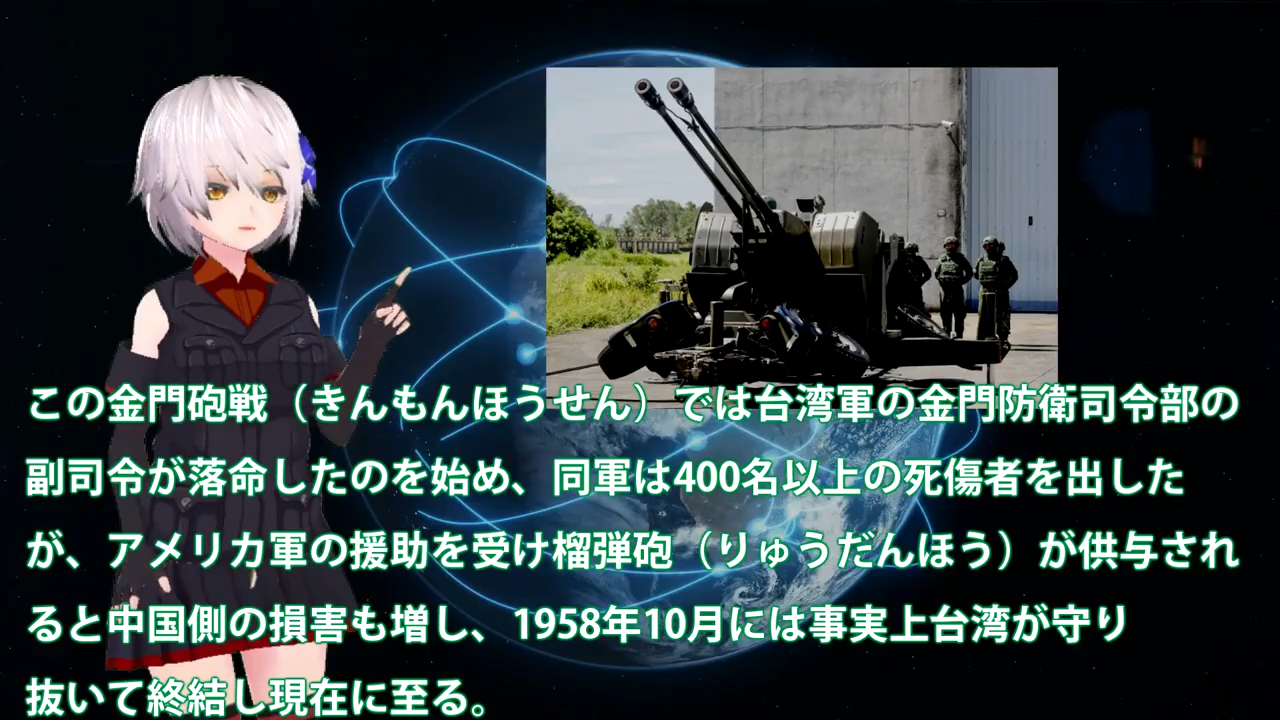 この金門砲戦（きんもんほうせん）では台湾軍の金門防衛司令部の
副司令が落命したのを始め、同軍は400名以上の死傷者を出した
が、アメリカ軍の援助を受け榴弾砲（りゅうだんほう）が供与され
ると中国側の損害も増し、1958年10月には事実上台湾が守り
抜いて終結し現在に至る。